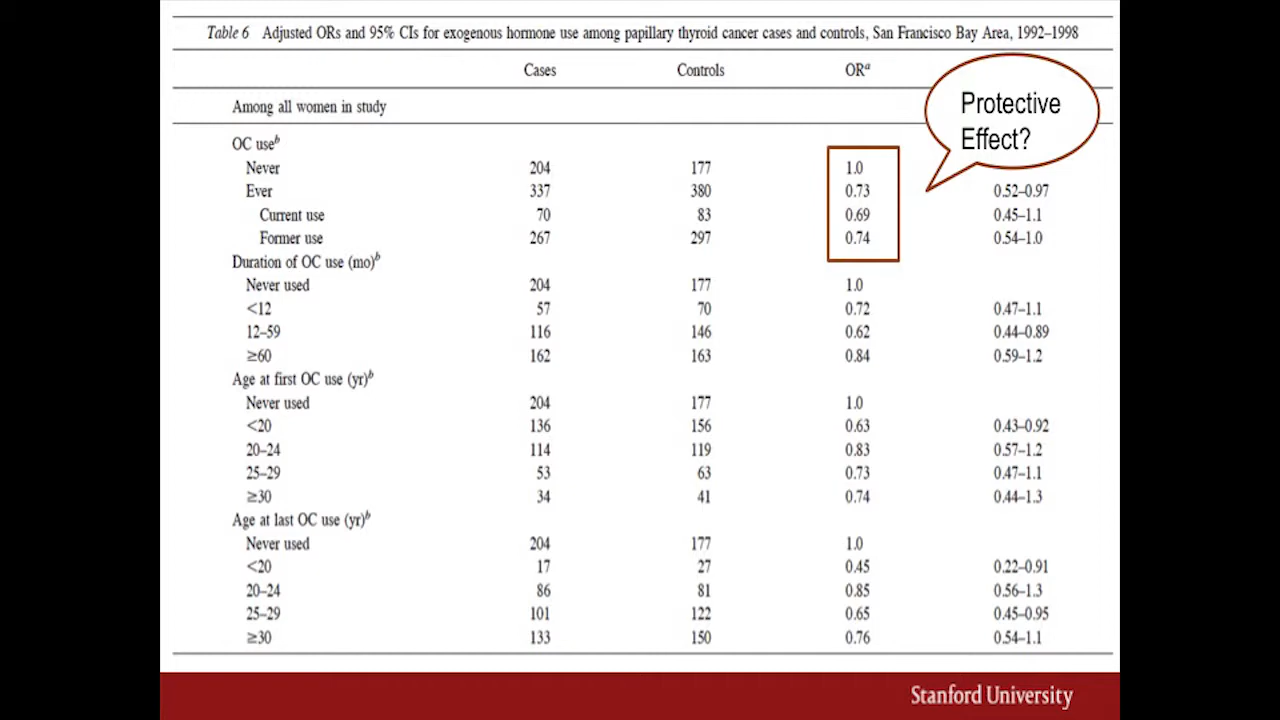 Table 6 Adjusted ORs and 95% CIs for exogenous hormone use among papillary thyroid cancer cases and controls, San Francisco Bay Area, 1992–1998
Cases Controls ORᵃ
Protective
Effect?
Among all women in study
OC useᵇ
Never 204 177 1.0
Ever 337 380 0.73 0.52–0.97
Current use 70 83 0.69 0.45–1.1
Former use 267 297 0.74 0.54–1.0
Duration of OC use (mo)ᵇ
Never used 204 177 1.0
<12 57 70 0.72 0.47–1.1
12–59 116 146 0.62 0.44–0.89
≥60 162 163 0.84 0.59–1.2
Age at first OC use (yr)ᵇ
Never used 204 177 1.0
<20 136 156 0.63 0.43–0.92
20–24 114 119 0.83 0.57–1.2
25–29 53 63 0.73 0.47–1.1
≥30 34 41 0.74 0.44–1.3
Age at last OC use (yr)ᵇ
Never used 204 177 1.0
<20 17 27 0.45 0.22–0.91
20–24 86 81 0.85 0.56–1.3
25–29 101 122 0.65 0.45–0.95
≥30 133 150 0.76 0.54–1.1
Stanford University